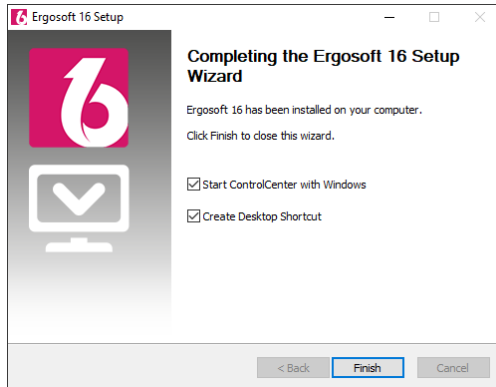 Ergosoft 16 Setup
Completing the Ergosoft 16 Setup
Wizard
Ergosoft 16 has been installed on your computer.
Click Finish to close this wizard.
Start ControlCenter with Windows
Create Desktop Shortcut
< Back
Finish
Cancel